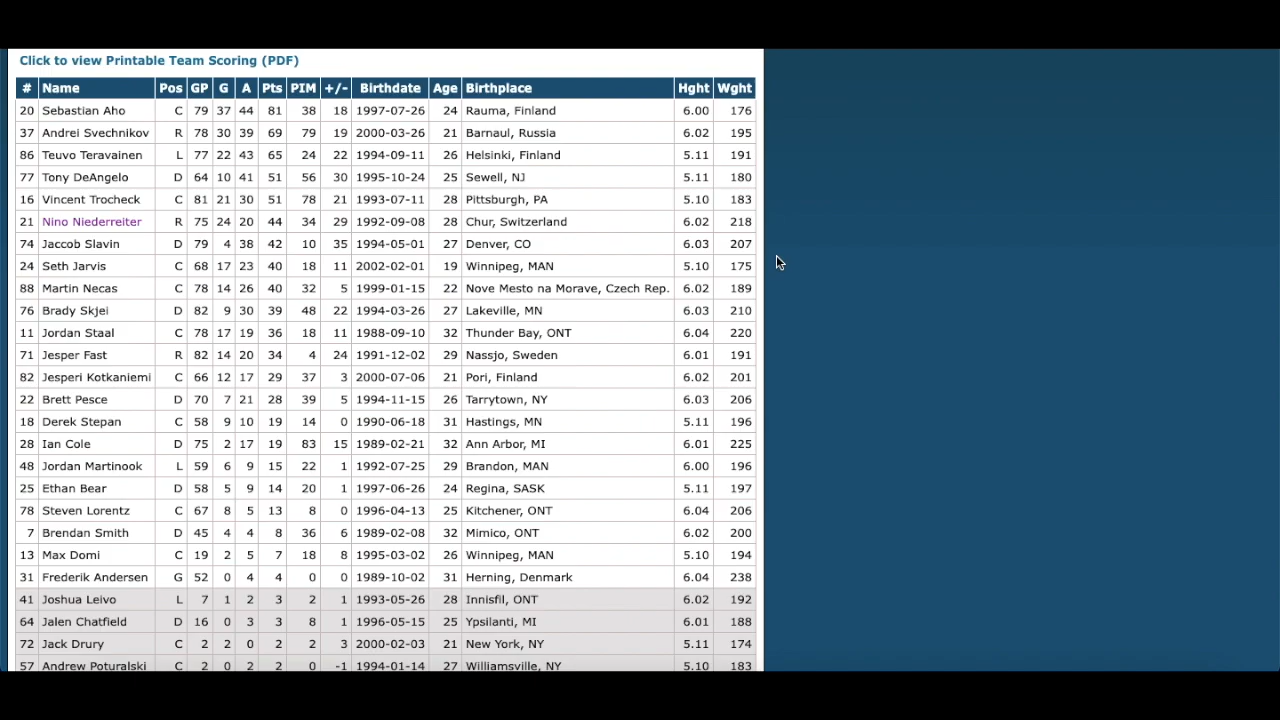 Click to view Printable Team Scoring (PDF)
# Name Pos GP G A Pts PIM +/- Birthdate Age Birthplace Hght Wght
20 Sebastian Aho C 79 37 44 81 38 18 1997-07-26 24 Rauma, Finland 6.00 176
37 Andrei Svechnikov R 78 30 39 69 79 19 2000-03-26 21 Barnaul, Russia 6.02 195
86 Teuvo Teravainen L 77 22 43 65 24 22 1994-09-11 26 Helsinki, Finland 5.11 191
77 Tony DeAngelo D 64 10 41 51 56 30 1995-10-24 25 Sewell, NJ 5.11 180
16 Vincent Trocheck C 81 21 30 51 78 21 1993-07-11 28 Pittsburgh, PA 5.10 183
21 Nino Niederreiter R 75 24 20 44 34 29 1992-09-08 28 Chur, Switzerland 6.02 218
74 Jaccob Slavin D 79 4 38 42 10 35 1994-05-01 27 Denver, CO 6.03 207
24 Seth Jarvis C 68 17 23 40 18 11 2002-02-01 19 Winnipeg, MAN 5.10 175
88 Martin Necas C 78 14 26 40 32 5 1999-01-15 22 Nove Mesto na Morave, Czech Rep. 6.02 189
76 Brady Skjei D 82 9 30 39 48 22 1994-03-26 27 Lakeville, MN 6.03 210
11 Jordan Staal C 78 17 19 36 18 11 1988-09-10 32 Thunder Bay, ONT 6.04 220
71 Jesper Fast R 82 14 20 34 4 24 1991-12-02 29 Nassjo, Sweden 6.01 191
82 Jesperi Kotkaniemi C 66 12 17 29 37 3 2000-07-06 21 Pori, Finland 6.02 201
22 Brett Pesce D 70 7 21 28 39 5 1994-11-15 26 Tarrytown, NY 6.03 206
18 Derek Stepan C 58 9 10 19 14 0 1990-06-18 31 Hastings, MN 5.11 196
28 Ian Cole D 75 2 17 19 83 15 1989-02-21 32 Ann Arbor, MI 6.01 225
48 Jordan Martinook L 59 6 9 15 22 1 1992-07-25 29 Brandon, MAN 6.00 196
25 Ethan Bear D 58 5 9 14 20 1 1997-06-26 24 Regina, SASK 5.11 197
78 Steven Lorentz C 67 8 5 13 8 0 1996-04-13 25 Kitchener, ONT 6.04 206
7 Brendan Smith D 45 4 4 8 36 6 1989-02-08 32 Mimico, ONT 6.02 200
13 Max Domi C 19 2 5 7 18 8 1995-03-02 26 Winnipeg, MAN 5.10 194
31 Frederik Andersen G 52 0 4 4 0 0 1989-10-02 31 Herning, Denmark 6.04 238
41 Joshua Leivo L 7 1 2 3 2 1 1993-05-26 28 Innisfil, ONT 6.02 192
64 Jalen Chatfield D 16 0 3 3 8 1 1996-05-15 25 Ypsilanti, MI 6.01 188
72 Jack Drury C 2 2 0 2 2 3 2000-02-03 21 New York, NY 5.11 174
57 Andrew Poturalski C 2 0 2 2 0 -1 1994-01-14 27 Williamsville, NY 5.10 183